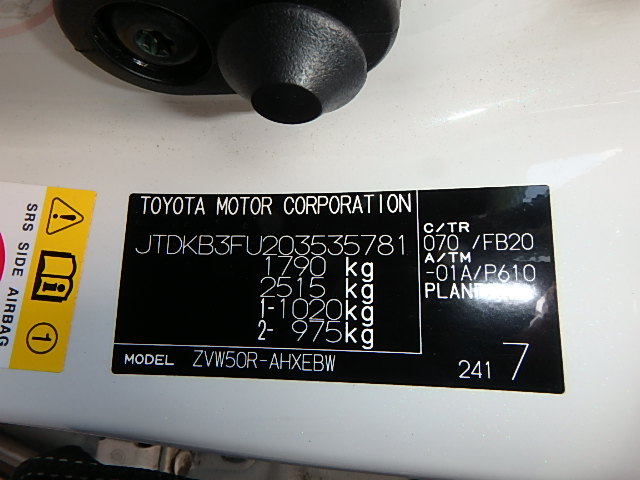 TOYOTA MOTOR CORPORATION
JTDKB3FU203535781
1790 kg
2515 kg
1-1020kg
2- 975kg
C/TR
070 /FB20
A/TM
-01A/P610
MODEL ZVW50R-AHXEBW
241 7
SRS SIDE AIRBAG
1